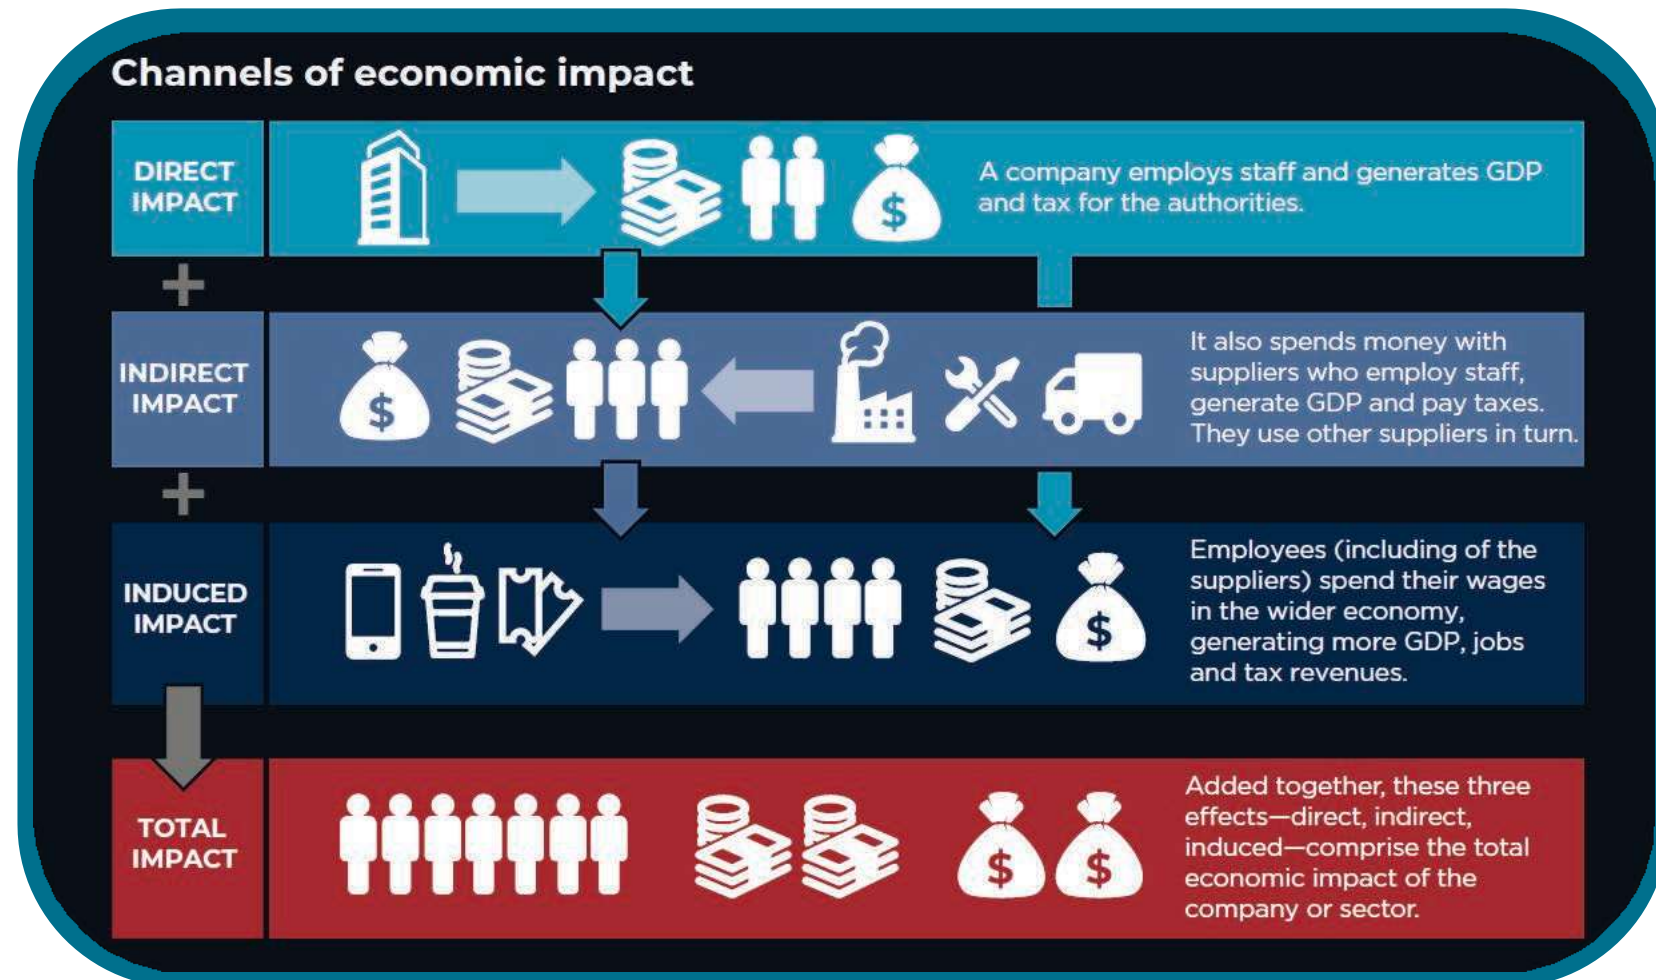 Channels of economic impact
DIRECT
IMPACT
$
A company employs staff and generates GDP
and tax for the authorities.
+
INDIRECT
IMPACT
$
It also spends money with
suppliers who employ staff,
generate GDP and pay taxes.
They use other suppliers in turn.
+
INDUCED
IMPACT
$
Employees (including of the
suppliers) spend their wages
in the wider economy,
generating more GDP, jobs
and tax revenues.
TOTAL
IMPACT
$ $
Added together, these three
effects—direct, indirect,
induced—comprise the total
economic impact of the
company or sector.